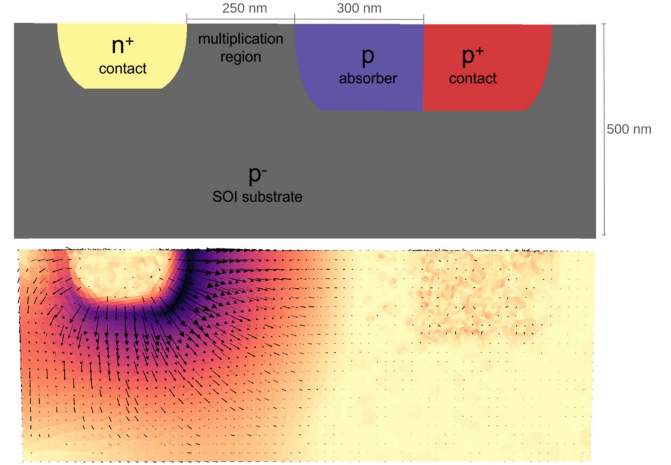 250 nm
300 nm
n⁺
contact
multiplication
region
p
absorber
p⁺
contact
500 nm
p⁻
SOI substrate